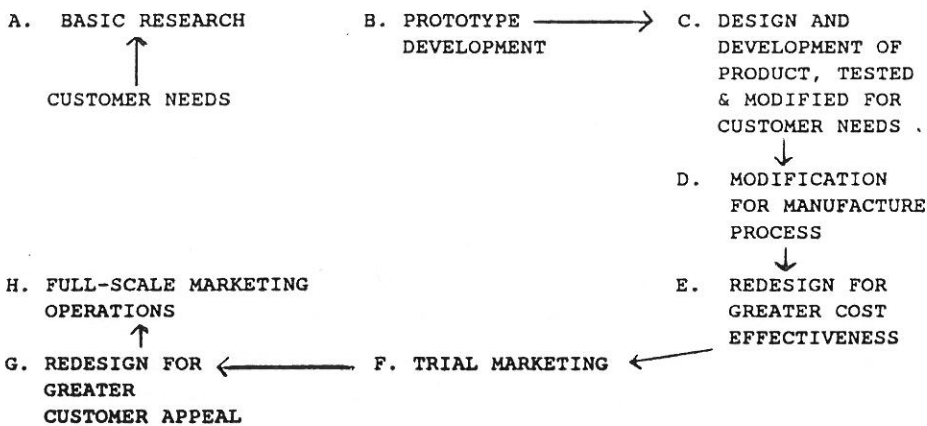 A. BASIC RESEARCH
CUSTOMER NEEDS
B. PROTOTYPE
DEVELOPMENT
C. DESIGN AND
DEVELOPMENT OF
PRODUCT, TESTED
& MODIFIED FOR
CUSTOMER NEEDS .
D. MODIFICATION
FOR MANUFACTURE
PROCESS
E. REDESIGN FOR
GREATER COST
EFFECTIVENESS
F. TRIAL MARKETING
G. REDESIGN FOR
GREATER
CUSTOMER APPEAL
H. FULL-SCALE MARKETING
OPERATIONS